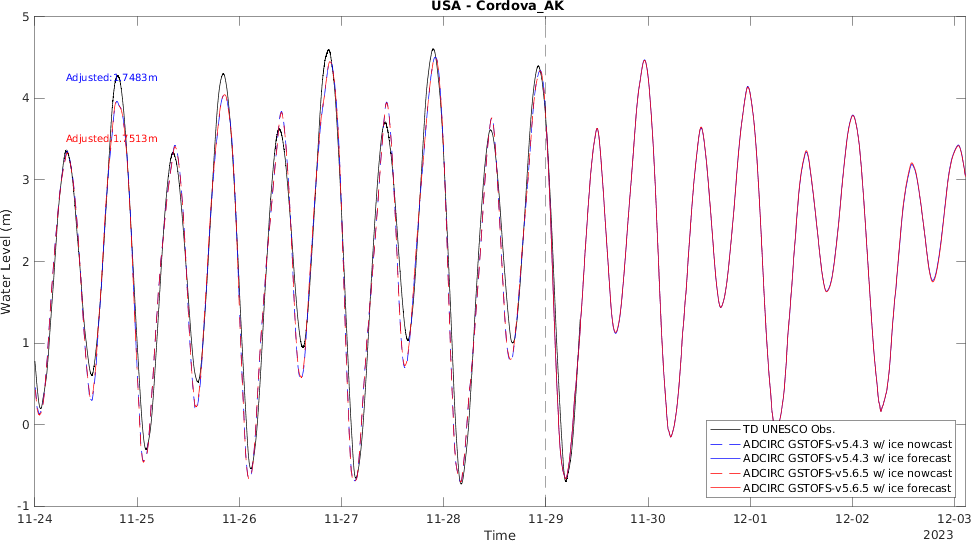 USA - Cordova_AK
5
4
3
2
1
0
-1
Water Level (m)
Adjusted:1.7483m
Adjusted:1.7513m
TD UNESCO Obs.
ADCIRC GSTOFS-v5.4.3 w/ ice nowcast
ADCIRC GSTOFS-v5.4.3 w/ ice forecast
ADCIRC GSTOFS-v5.6.5 w/ ice nowcast
ADCIRC GSTOFS-v5.6.5 w/ ice forecast
11-24 11-25 11-26 11-27 11-28 11-29 11-30 12-01 12-02 12-03
Time
2023